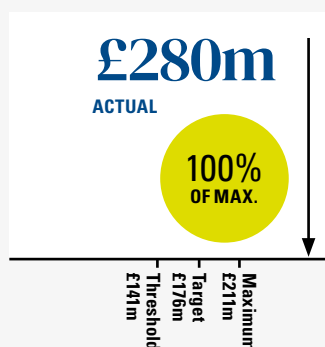 £280m
ACTUAL
100%
OF MAX.
Threshold
£141m
Target
£176m
Maximum
£211m